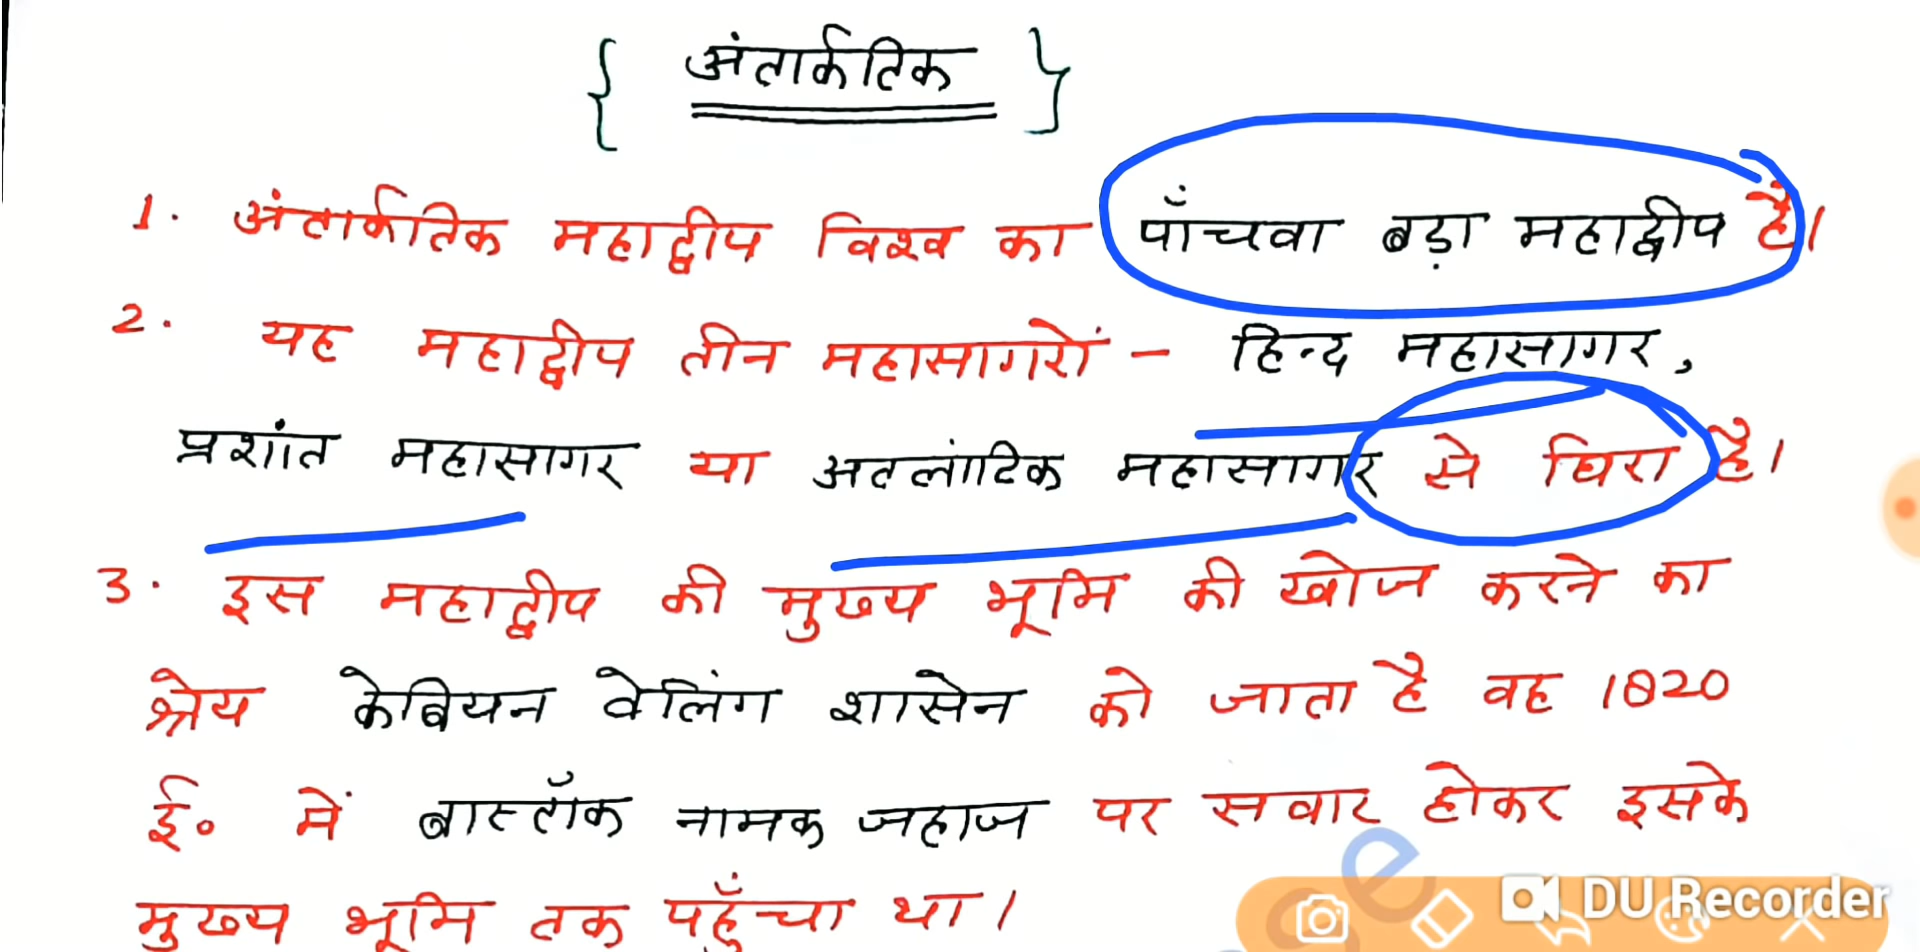 { अंतार्कतिक }
1. अंतार्कतिक महाद्वीप विश्व का पाँचवा बड़ा महाद्वीप है।
2. यह महाद्वीप तीन महासागरों - हिन्द महासागर,
प्रशांत महासागर या अटलांटिक महासागर से घिरा है।
3. इस महाद्वीप की मुख्य भूमि की खोज करने का
श्रेय केबियन वेलिंग शासेन को जाता है वह 1820
ई० में बास्तॉक नामक जहाज पर सवार होकर इसके
मुख्य भूमि तक पहुँचा था।
DU Recorder